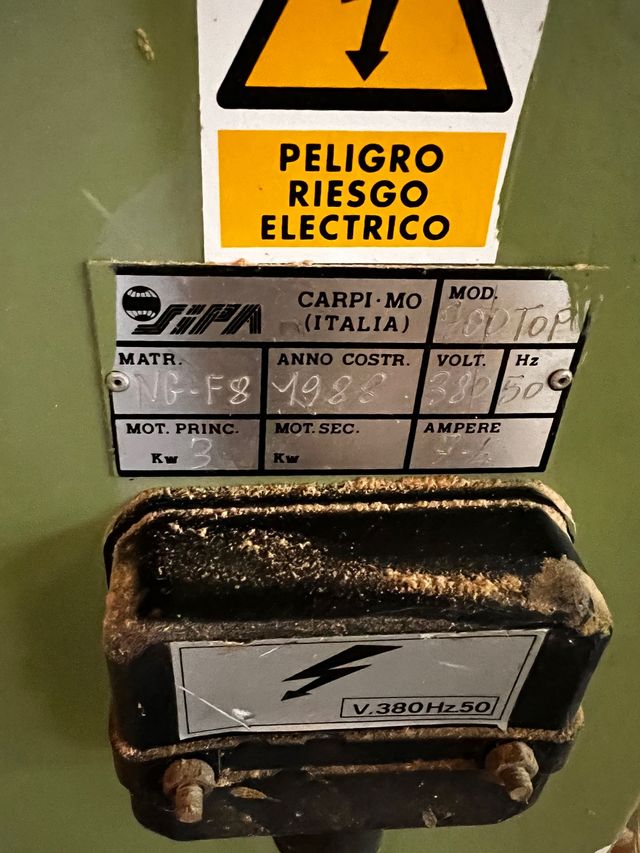 PELIGRO
RIESGO
ELECTRICO
SiPA CARPI·MO MOD.
(ITALIA) TOP
MATR. ANNO COSTR. VOLT. Hz
NG-F8 1988 380 50
MOT. PRINC. MOT. SEC. AMPERE
Kw 3 Kw
V.380Hz.50